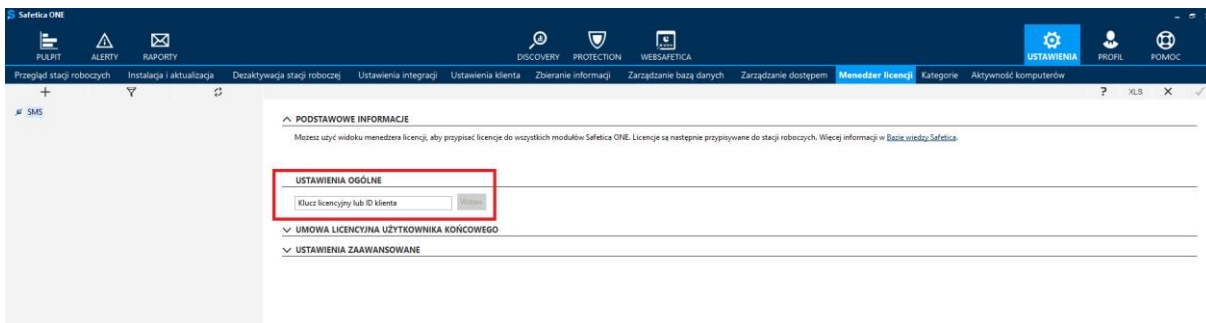 Safetica ONE
PULPIT ALERTY RAPORTY DISCOVERY PROTECTION WEBSAFETICA USTAWIENIA PROFIL POMOC
Przegląd stacji roboczych Instalacja i aktualizacja Dezaktywacja stacji roboczej Ustawienia integracji Ustawienia klienta Zbieranie informacji Zarządzanie bazą danych Zarządzanie dostępem Menedżer licencji Kategorie Aktywność komputerów
? XLS
SMS
PODSTAWOWE INFORMACJE
Możesz użyć widoku menedżera licencji, aby przypisać licencje do wszystkich modułów Safetica ONE. Licencje są następnie przypisywane do stacji roboczych. Więcej informacji w Bazie wiedzy Safetica.
USTAWIENIA OGÓLNE
Klucz licencyjny lub ID klienta Wstaw
UMOWA LICENCYJNA UŻYTKOWNIKA KOŃCOWEGO
USTAWIENIA ZAAWANSOWANE